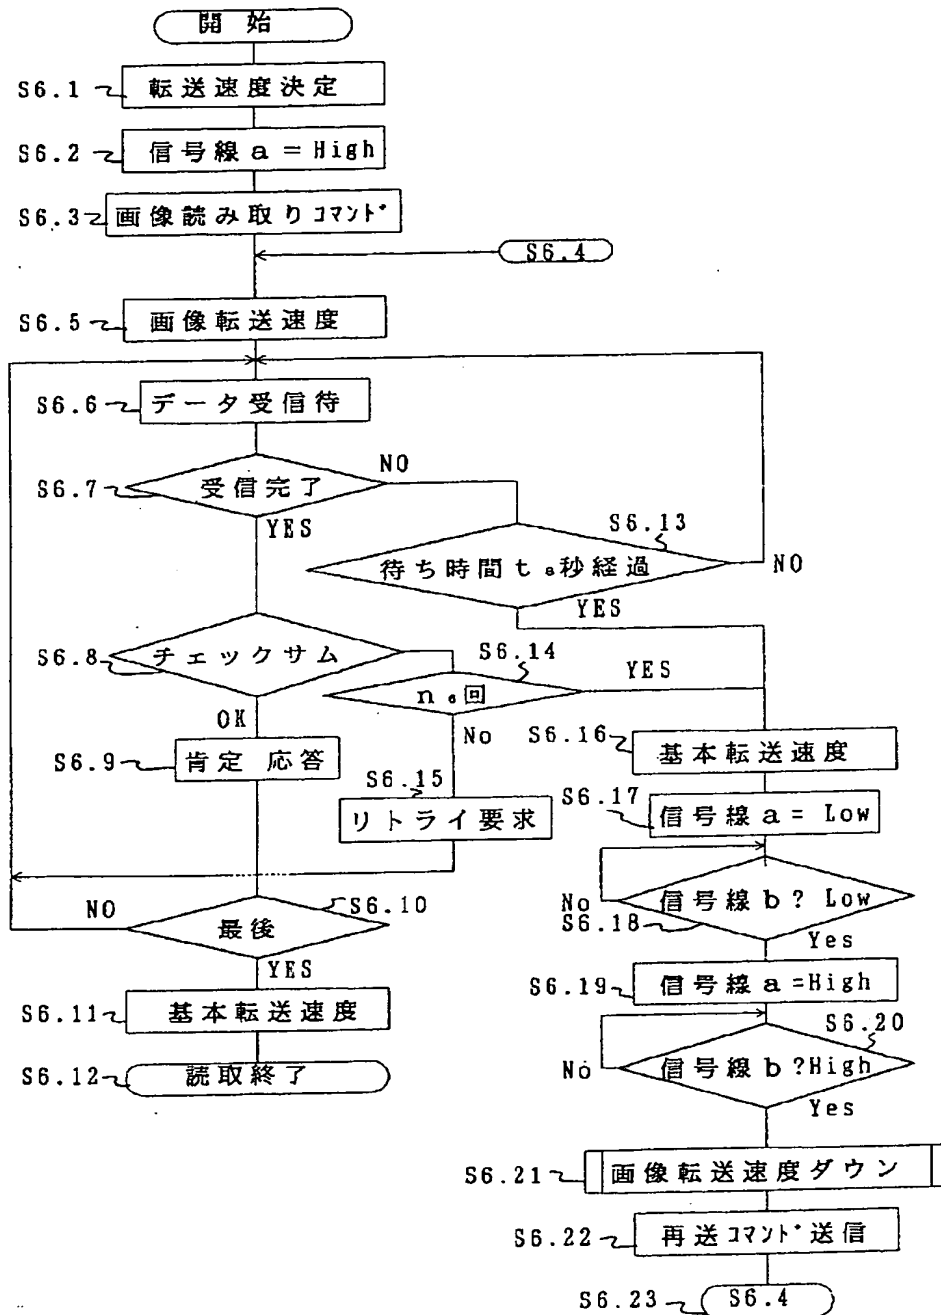 開始
S6.1 転送速度決定
S6.2 信号線a=High
S6.3 画像読み取りコマンド
S6.4
S6.5 画像転送速度
S6.6 データ受信待
S6.7 受信完了
NO
YES
S6.13
待ち時間t。秒経過
NO
YES
S6.8 チェックサム
S6.14
n。回
YES
OK
No
S6.9 肯定 応答
S6.15
リトライ要求
S6.16 基本転送速度
S6.17
信号線a= Low
信号線b? Low
No
S6.18
Yes
NO
S6.10
最後
YES
S6.19 信号線a=High
S6.11 基本転送速度
S6.20
信号線b?High
No
Yes
S6.12 読取終了
S6.21 画像転送速度ダウン
S6.22 再送コマンド送信
S6.23 S6.4